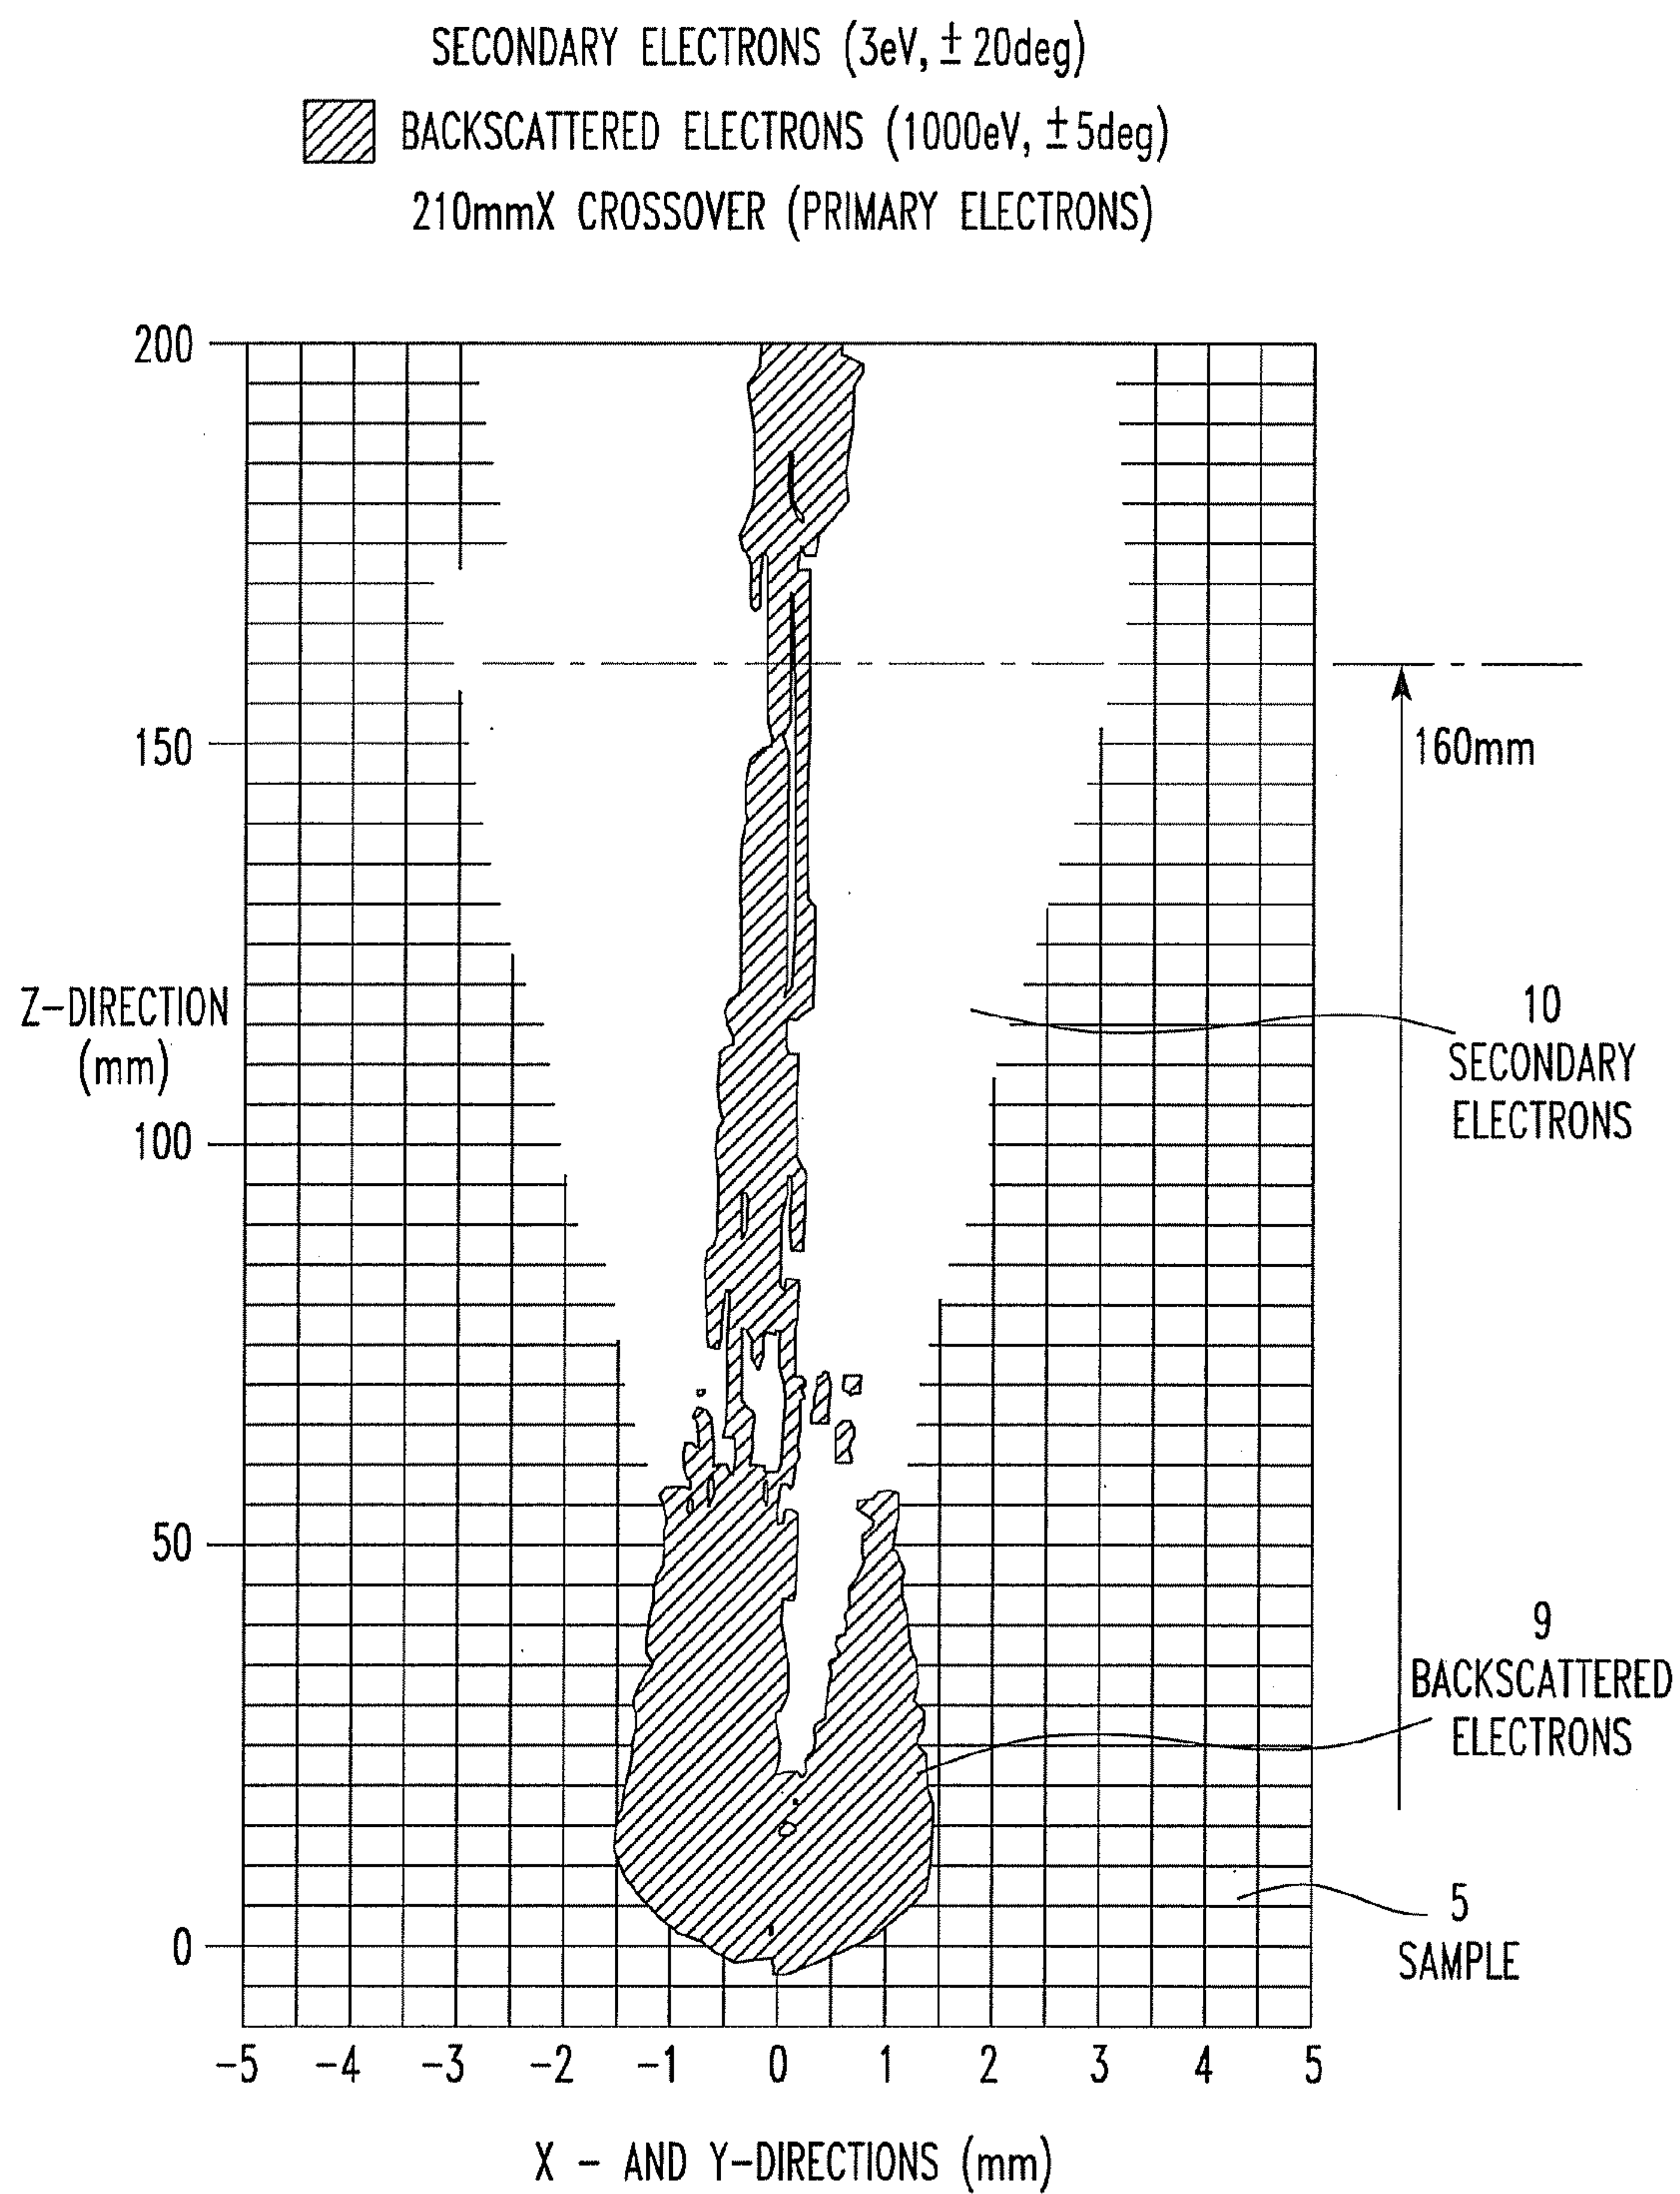 SECONDARY ELECTRONS (3eV, ± 20deg)
BACKSCATTERED ELECTRONS (1000eV, ±5deg)
210mmX CROSSOVER (PRIMARY ELECTRONS)
200
150
160mm
Z-DIRECTION
(mm)
10
SECONDARY
ELECTRONS
100
50
9
BACKSCATTERED
ELECTRONS
5
SAMPLE
0
-5 -4 -3 -2 -1 0 1 2 3 4 5
X - AND Y-DIRECTIONS (mm)